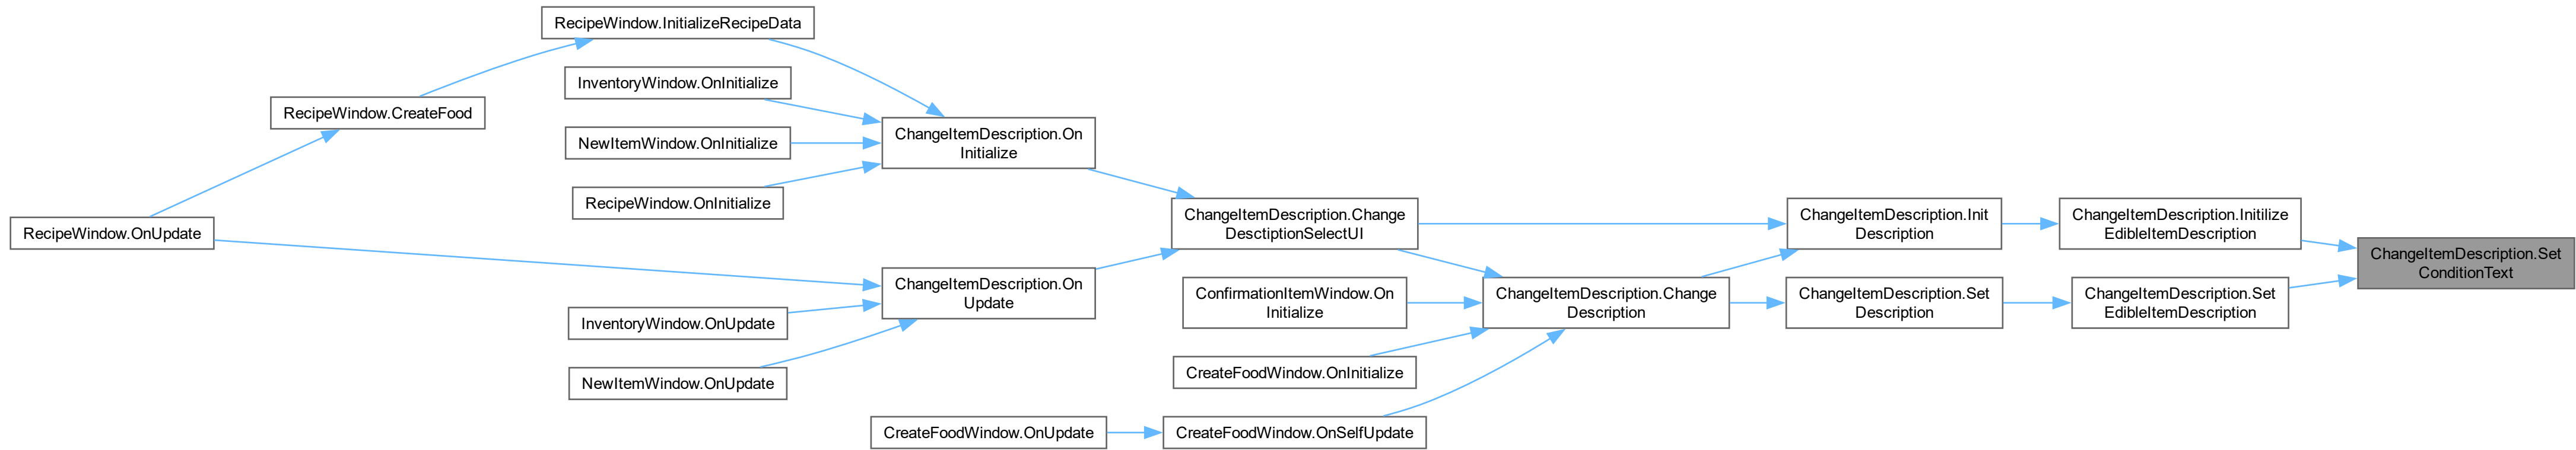 RecipeWindow.InitializeRecipeData
InventoryWindow.OnInitialize
RecipeWindow.CreateFood
ChangeItemDescription.On
Initialize
NewItemWindow.OnInitialize
RecipeWindow.OnInitialize
RecipeWindow.OnUpdate
ChangeItemDescription.Change
DesctiptionSelectUI
ChangeItemDescription.Init
Description
ChangeItemDescription.Initilize
EdibleItemDescription
ChangeItemDescription.Set
ConditionText
ChangeItemDescription.On
Update
ConfirmationItemWindow.On
Initialize
ChangeItemDescription.Change
Description
ChangeItemDescription.Set
Description
ChangeItemDescription.Set
EdibleItemDescription
InventoryWindow.OnUpdate
CreateFoodWindow.OnInitialize
NewItemWindow.OnUpdate
CreateFoodWindow.OnUpdate
CreateFoodWindow.OnSelfUpdate